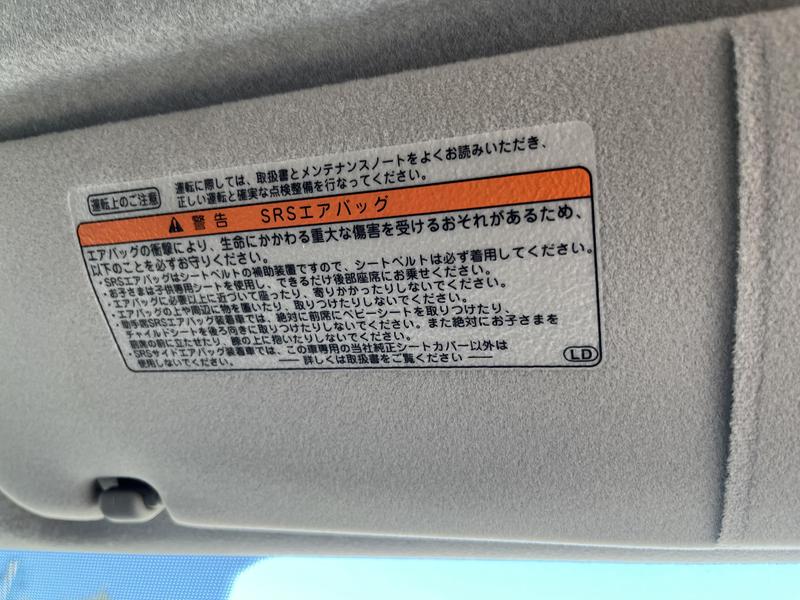 運転上のご注意
運転に際しては、取扱書とメンテナンスノートをよくお読みいただき、
正しい運転と確実な点検整備を行なってください。
警告 SRSエアバッグ
エアバッグの衝撃により、生命にかかわる重大な傷害を受けるおそれがあるため、
以下のことを必ずお守りください。
・SRSエアバッグはシートベルトの補助装置ですので、シートベルトは必ず着用してください。
・お子さまは子供専用シートを使用し、できるだけ後部座席にお乗せください。
・エアバッグに必要以上に近づいて座ったり、寄りかかったりしないでください。
・エアバッグの上や周辺に物を置いたり、取りつけたりしないでください。
・助手席SRSエアバッグ装着車では、絶対に前席にベビーシートを取りつけたり、
チャイルドシートを後ろ向きに取りつけたりしないでください。また絶対にお子さまを
前席の前に立たせたり、膝の上に抱いたりしないでください。
・SRSサイドエアバッグ装着車では、この車専用の当社純正シートカバー以外は
使用しないでください。
詳しくは取扱書をご覧ください
LD